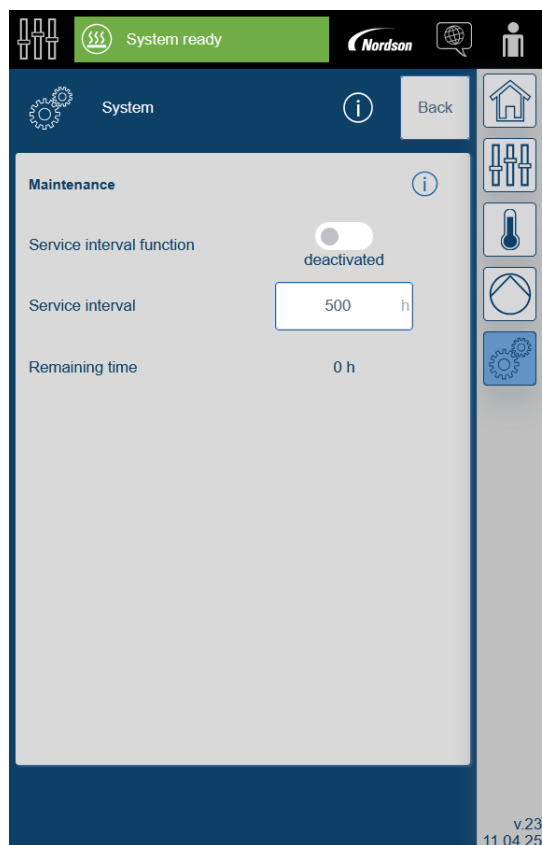 System ready
Nordson
System
i
Back
Maintenance
i
Service interval function
deactivated
Service interval
500 h
Remaining time
0 h
v.23
11.04.25